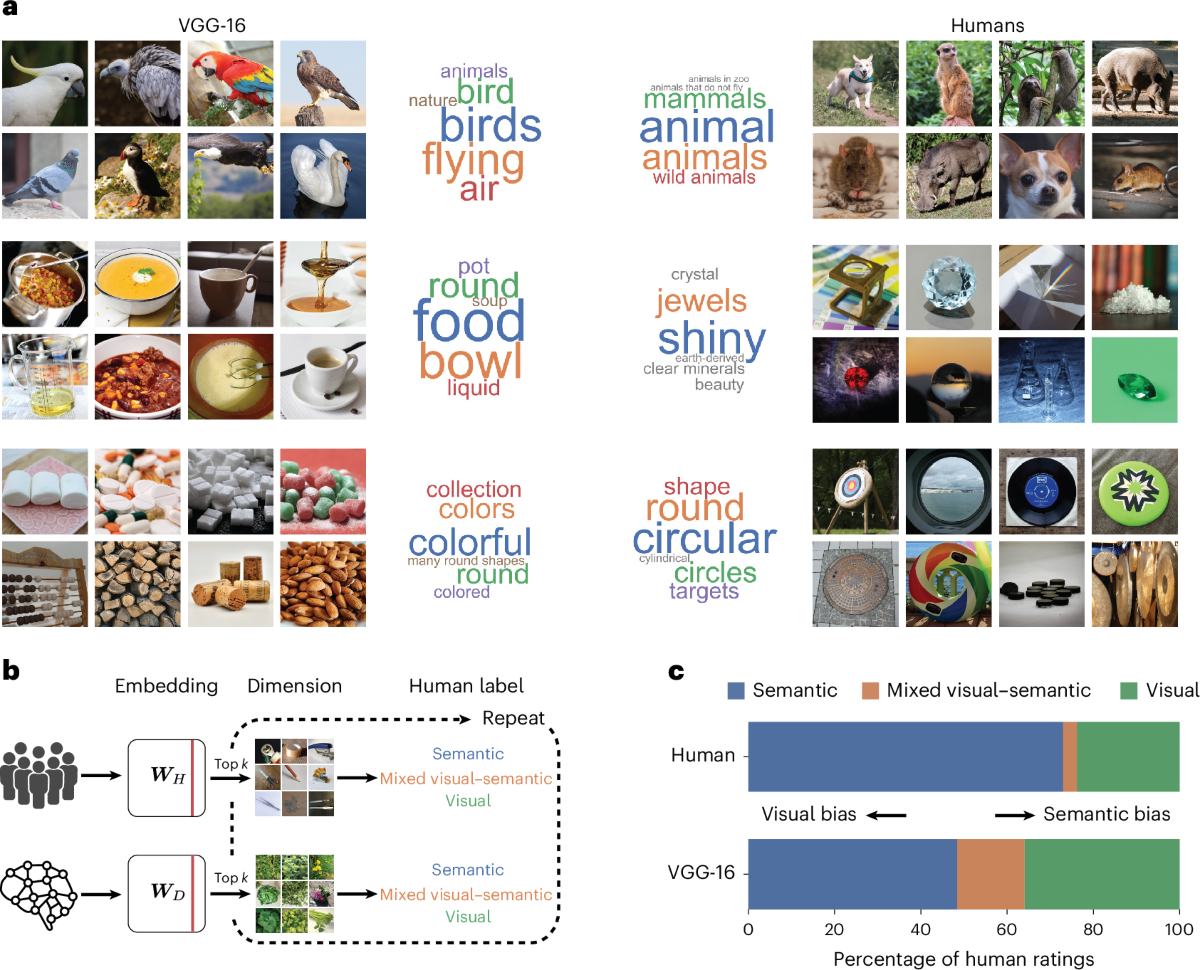 a
VGG-16
Humans
animals
nature
bird
birds
flying
air
animals in zoo
animals that do not fly
mammals
animal
animals
wild animals
pot
round
soup
food
bowl
liquid
crystal
jewels
shiny
earth-derived
clear minerals
beauty
collection
colors
colorful
many round shapes
round
colored
shape
round
circular
cylindrical
circles
targets
b
Embedding
Dimension
Human label
Repeat
W_H
Top k
Semantic
Mixed visual–semantic
Visual
W_D
Top k
Semantic
Mixed visual–semantic
Visual
c
Semantic
Mixed visual–semantic
Visual
Human
Visual bias
Semantic bias
VGG-16
0 20 40 60 80 100
Percentage of human ratings